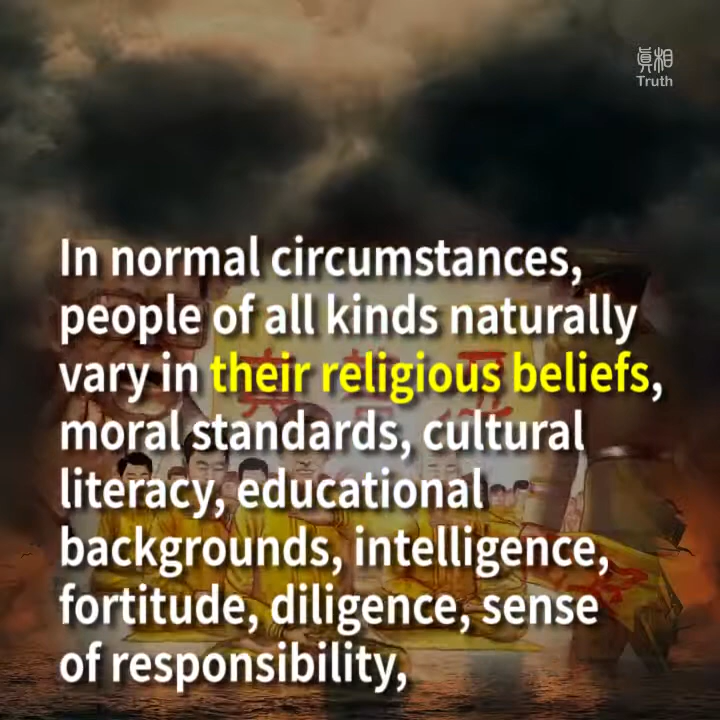 真相
Truth
In normal circumstances,
people of all kinds naturally
vary in their religious beliefs,
moral standards, cultural
literacy, educational
backgrounds, intelligence,
fortitude, diligence, sense
of responsibility,